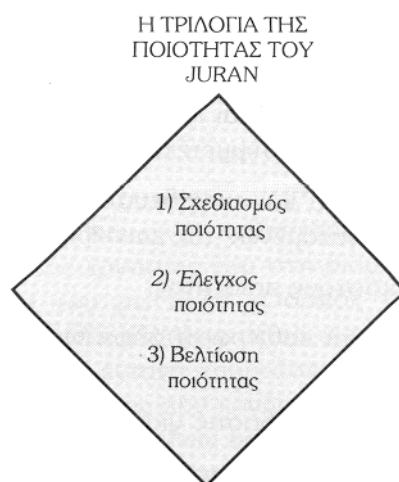 Η ΤΡΙΛΟΓΙΑ ΤΗΣ
ΠΟΙΟΤΗΤΑΣ ΤΟΥ
JURAN
1) Σχεδιασμός
ποιότητας
2) Έλεγχος
ποιότητας
3) Βελτίωση
ποιότητας